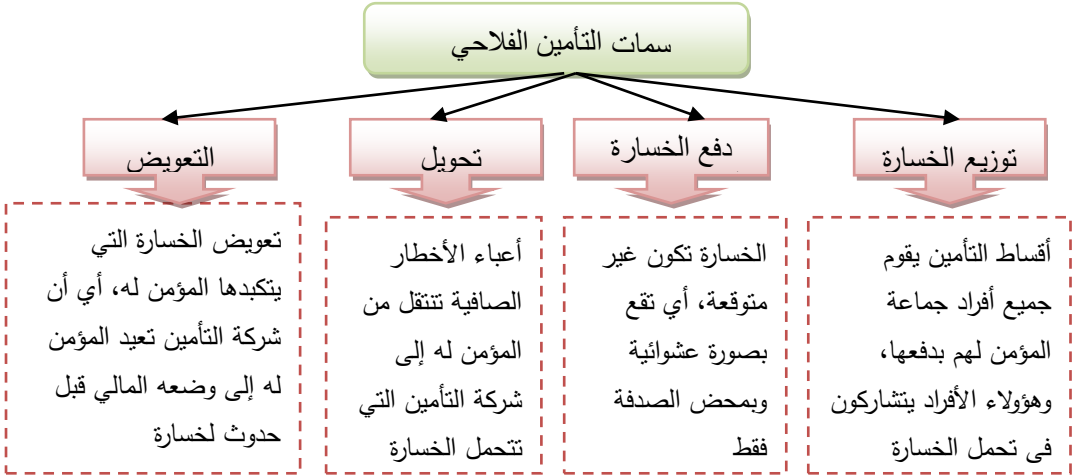 سمات التأمين الفلاحي
توزيع الخسارة
دفع الخسارة
تحويل
التعويض
أقساط التأمين يقوم
جميع أفراد جماعة
المؤمن لهم بدفعها،
وهؤولاء الأفراد يتشاركون
في تحمل الخسارة
الخسارة تكون غير
متوقعة، أي تقع
بصورة عشوائية
وبمحض الصدفة
فقط
أعباء الأخطار
الصافية تنتقل من
المؤمن له إلى
شركة التأمين التي
تتحمل الخسارة
تعويض الخسارة التي
يتكبدها المؤمن له، أي أن
شركة التأمين تعيد المؤمن
له إلى وضعه المالي قبل
حدوث لخسارة